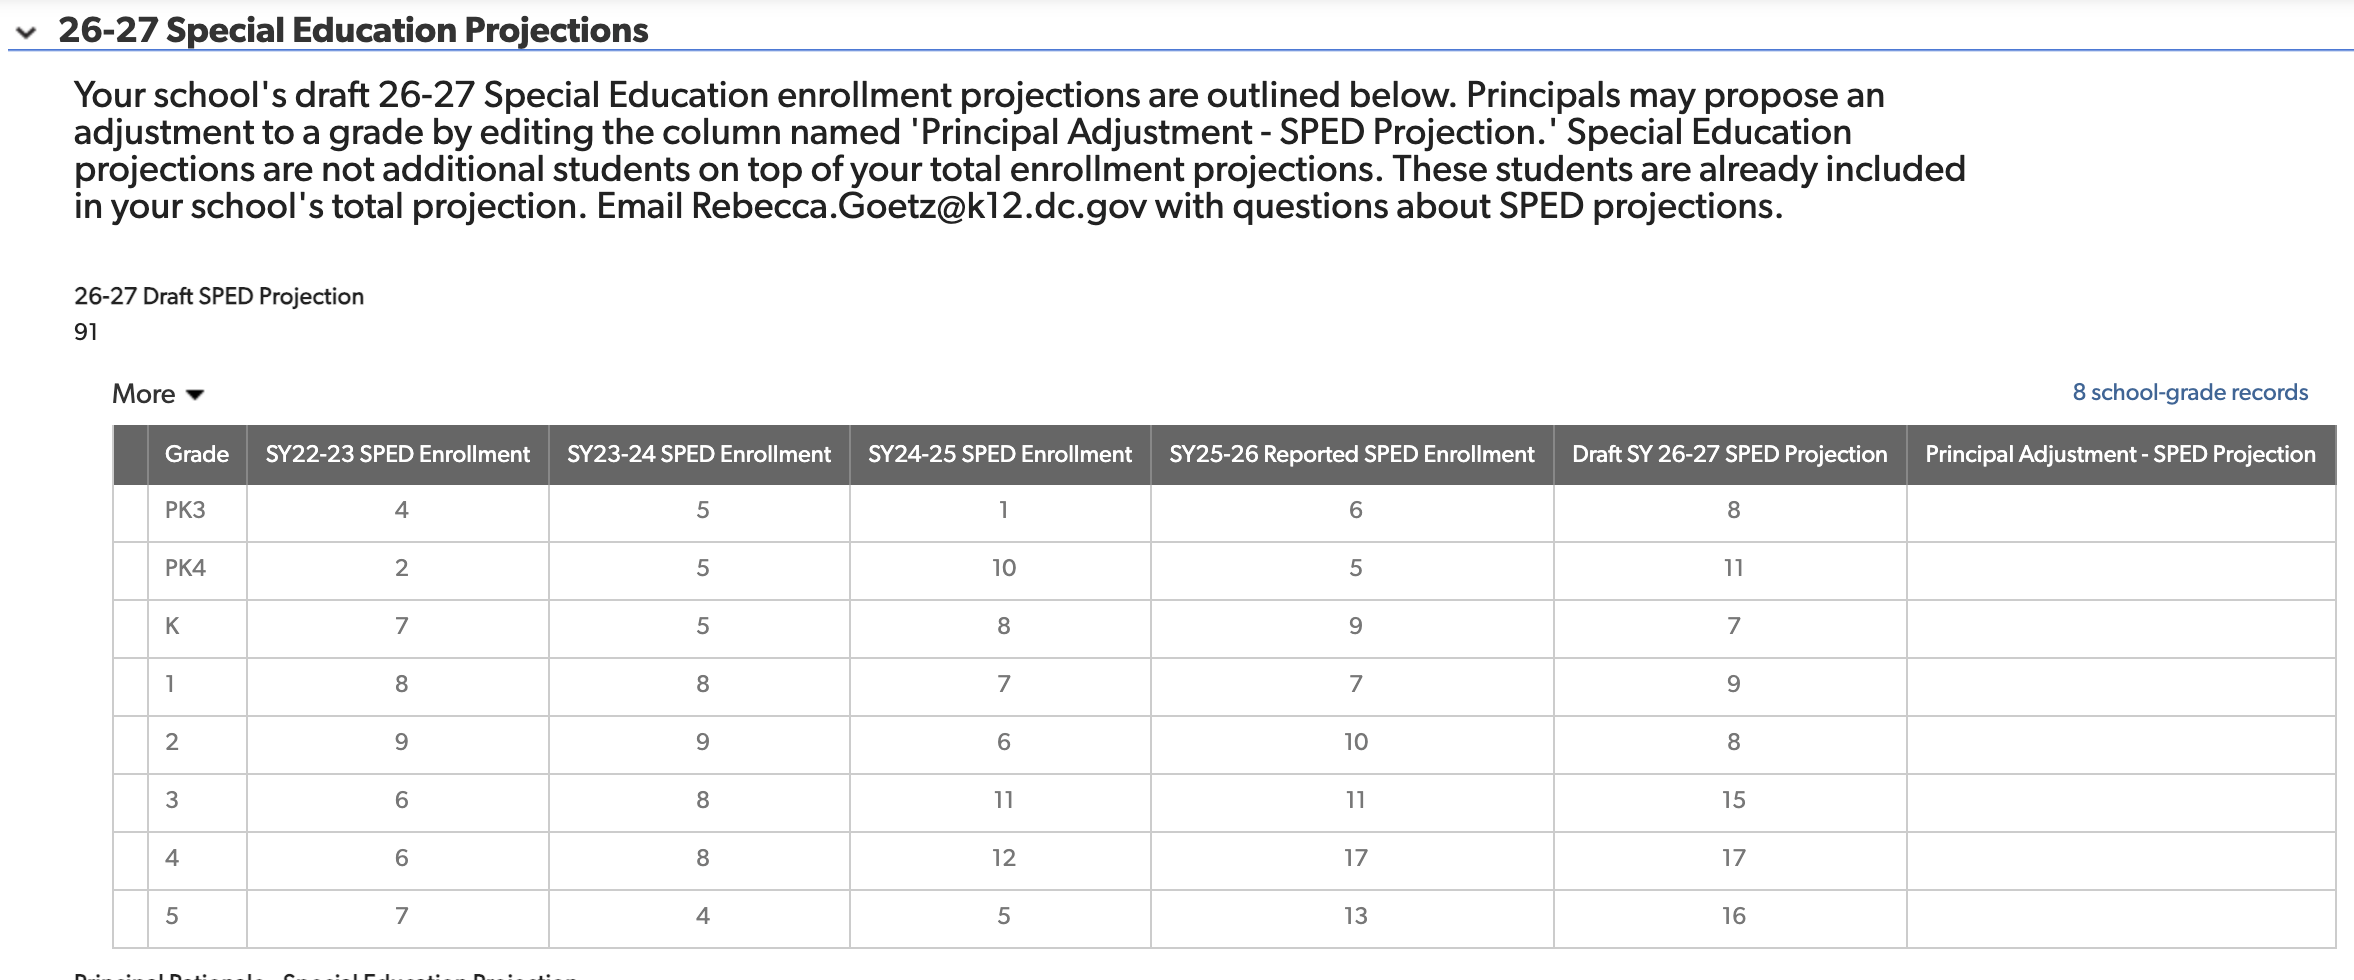 26-27 Special Education Projections
Your school's draft 26-27 Special Education enrollment projections are outlined below. Principals may propose an
adjustment to a grade by editing the column named 'Principal Adjustment - SPED Projection.' Special Education
projections are not additional students on top of your total enrollment projections. These students are already included
in your school's total projection. Email Rebecca.Goetz@k12.dc.gov with questions about SPED projections.
26-27 Draft SPED Projection
91
More 8 school-grade records
Grade SY22-23 SPED Enrollment SY23-24 SPED Enrollment SY24-25 SPED Enrollment SY25-26 Reported SPED Enrollment Draft SY 26-27 SPED Projection Principal Adjustment - SPED Projection
PK3 4 5 1 6 8
PK4 2 5 10 5 11
K 7 5 8 9 7
1 8 8 7 7 9
2 9 9 6 10 8
3 6 8 11 11 15
4 6 8 12 17 17
5 7 4 5 13 16
Principal Rationale - Special Education Projection